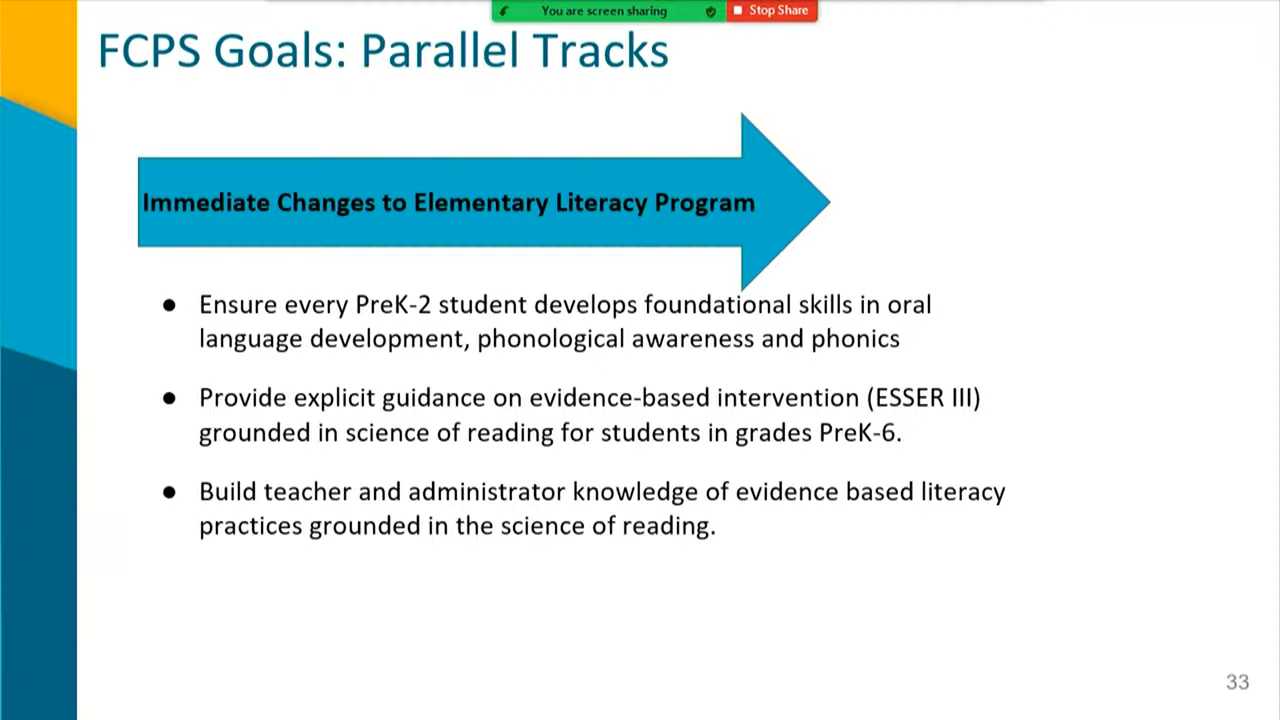 You are screen sharing
Stop Share
FCPS Goals: Parallel Tracks
Immediate Changes to Elementary Literacy Program
● Ensure every PreK-2 student develops foundational skills in oral
language development, phonological awareness and phonics
● Provide explicit guidance on evidence-based intervention (ESSER III)
grounded in science of reading for students in grades PreK-6.
● Build teacher and administrator knowledge of evidence based literacy
practices grounded in the science of reading.
33